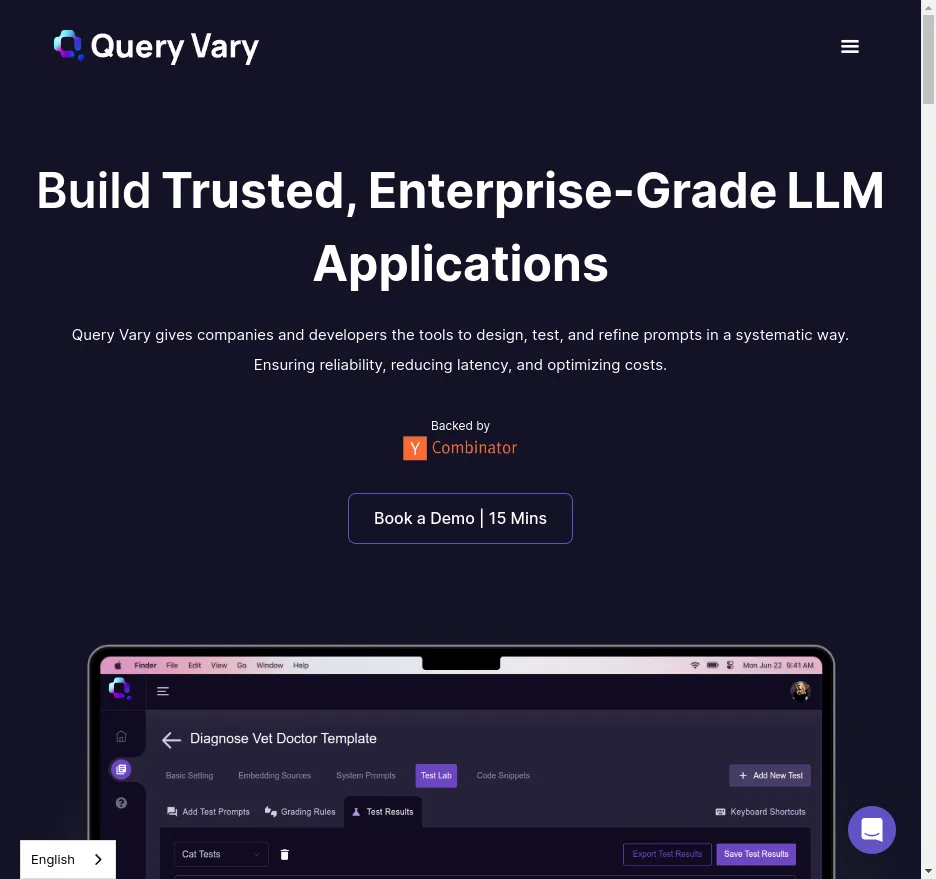 Query Vary
Build Trusted, Enterprise-Grade LLM
Applications
Query Vary gives companies and developers the tools to design, test, and refine prompts in a systematic way.
Ensuring reliability, reducing latency, and optimizing costs.
Backed by
Y Combinator
Book a Demo | 15 Mins
Finder File Edit View Go Window Help
Mon Jun 22 9:41 AM
Diagnose Vet Doctor Template
Basic Setting Embedding Sources System Prompts Test Lab Code Snippets + Add New Test
Add Test Prompts Grading Rules Test Results Keyboard Shortcuts
Cat Tests Export Test Results Save Test Results
English